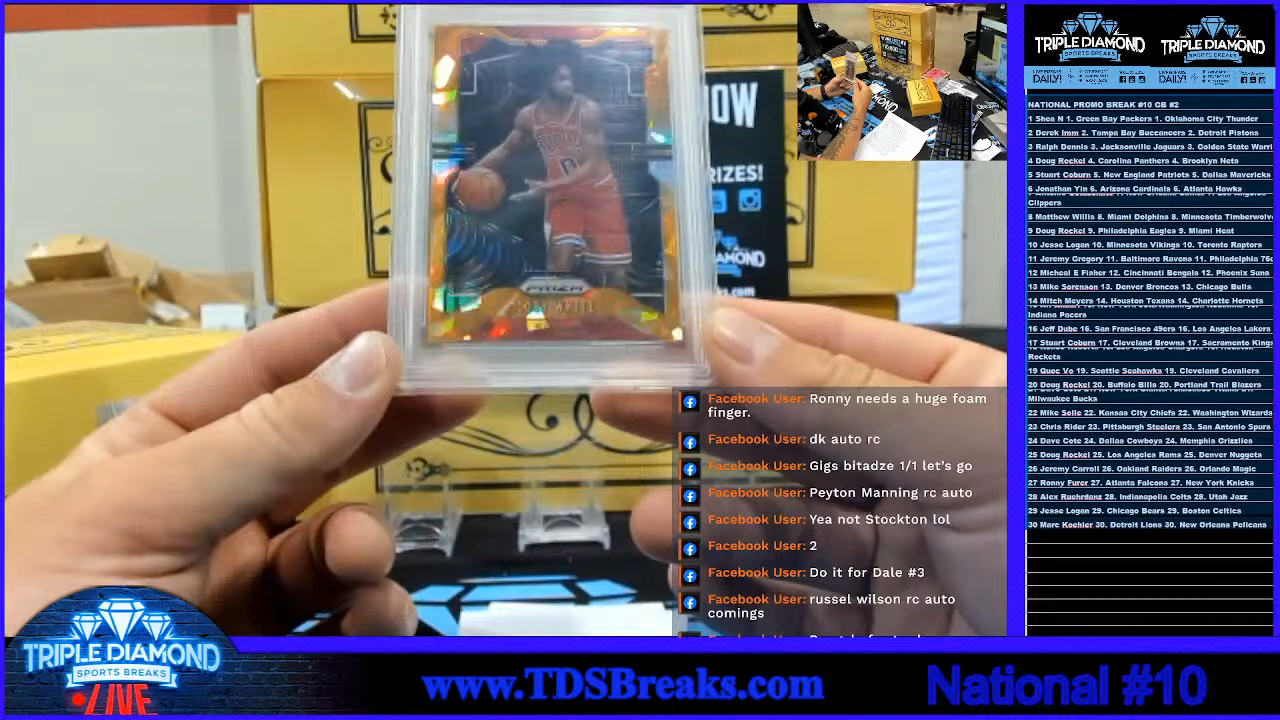 OW
RIZES!
AMOND
s.com
BULLS
0
PRIZM
COBY WHITE
TRIPLE DIAMOND
SPORTS BREAKS
TRIPLE DIAMOND
SPORTS BREAKS
DAILY!
DAILY!
NATIONAL PROMO BREAK #10 CB #2
1 Shea N 1. Green Bay Packers 1. Oklahoma City Thunder
2 Derek Imm 2. Tampa Bay Buccaneers 2. Detroit Pistons
3 Ralph Dennis 3. Jacksonville Jaguars 3. Golden State Warri
4 Doug Rockel 4. Carolina Panthers 4. Brooklyn Nets
5 Stuart Coburn 5. New England Patriots 5. Dallas Mavericks
6 Jonathan Yin 6. Arizona Cardinals 6. Atlanta Hawks
Clippers
8 Matthew Willis 8. Miami Dolphins 8. Minnesota Timberwolv
9 Doug Rockel 9. Philadelphia Eagles 9. Miami Heat
10 Jesse Logan 10. Minnesota Vikings 10. Toronto Raptors
11 Jeremy Gregory 11. Baltimore Ravens 11. Philadelphia 76e
12 Micheal E Fisher 12. Cincinnati Bengals 12. Phoenix Suns
13 Mike Sorenson 13. Denver Broncos 13. Chicago Bulls
14 Mitch Meyers 14. Houston Texans 14. Charlotte Hornets
Indiana Pacers
16 Jeff Dube 16. San Francisco 49ers 16. Los Angeles Lakers
17 Stuart Coburn 17. Cleveland Browns 17. Sacramento Kings
Rockets
19 Quoc Vo 19. Seattle Seahawks 19. Cleveland Cavaliers
20 Doug Rockel 20. Buffalo Bills 20. Portland Trail Blazers
Milwaukee Bucks
22 Mike Solle 22. Kansas City Chiefs 22. Washington Wizards
23 Chris Rider 23. Pittsburgh Steelers 23. San Antonio Spurs
24 Dave Cote 24. Dallas Cowboys 24. Memphis Grizzlies
25 Doug Rockel 25. Los Angeles Rams 25. Denver Nuggets
26 Jeremy Carroll 26. Oakland Raiders 26. Orlando Magic
27 Ronny Furer 27. Atlanta Falcons 27. New York Knicks
28 Alex Ruehrdanz 28. Indianapolis Colts 28. Utah Jazz
29 Jesse Logan 29. Chicago Bears 29. Boston Celtics
30 Marc Koehler 30. Detroit Lions 30. New Orleans Pelicans
Facebook User: Ronny needs a huge foam
finger.
Facebook User: dk auto rc
Facebook User: Gigs bitadze 1/1 let's go
Facebook User: Peyton Manning rc auto
Facebook User: Yea not Stockton lol
Facebook User: 2
Facebook User: Do it for Dale #3
Facebook User: russel wilson rc auto
comings
TRIPLE DIAMOND
SPORTS BREAKS
LIVE
www.TDSBreaks.com
National #10